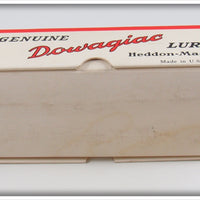 GENUINE
Dowagiac
LUR
Heddon-Ma
Made in U.S